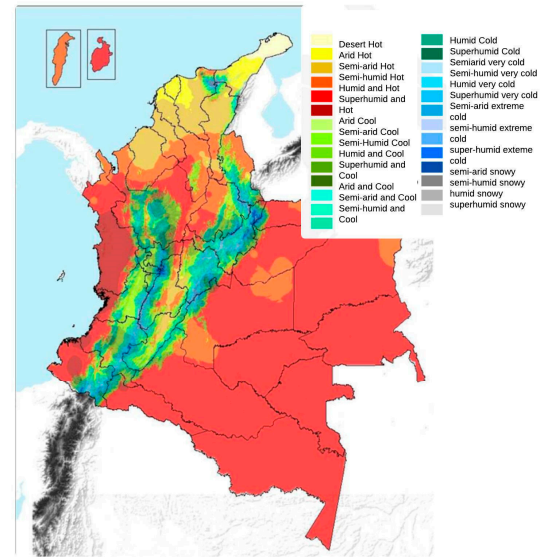 Desert Hot
Arid Hot
Semi-arid Hot
Semi-humid Hot
Humid and Hot
Superhumid and
Hot
Arid Cool
Semi-arid Cool
Semi-Humid Cool
Humid and Cool
Superhumid and
Cool
Arid and Cool
Semi-arid and Cool
Semi-humid and
Cool
Humid Cold
Superhumid Cold
Semiarid very cold
Semi-humid very cold
Humid very cold
Superhumid very cold
Semi-arid extreme
cold
semi-humid extreme
cold
super-humid exteme
cold
semi-arid snowy
semi-humid snowy
humid snowy
superhumid snowy